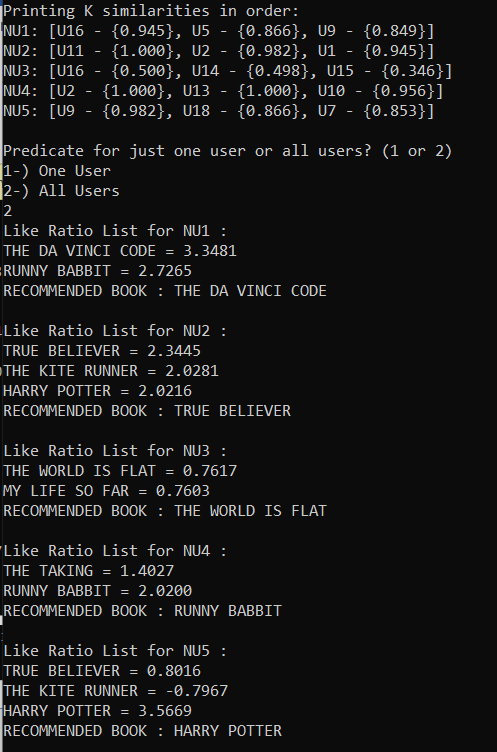 Printing K similarities in order:
NU1: [U16 - {0.945}, U5 - {0.866}, U9 - {0.849}]
NU2: [U11 - {1.000}, U2 - {0.982}, U1 - {0.945}]
NU3: [U16 - {0.500}, U14 - {0.498}, U15 - {0.346}]
NU4: [U2 - {1.000}, U13 - {1.000}, U10 - {0.956}]
NU5: [U9 - {0.982}, U18 - {0.866}, U7 - {0.853}]
Predicate for just one user or all users? (1 or 2)
1-) One User
2-) All Users
2
Like Ratio List for NU1 :
THE DA VINCI CODE = 3.3481
RUNNY BABBIT = 2.7265
RECOMMENDED BOOK : THE DA VINCI CODE
Like Ratio List for NU2 :
TRUE BELIEVER = 2.3445
THE KITE RUNNER = 2.0281
HARRY POTTER = 2.0216
RECOMMENDED BOOK : TRUE BELIEVER
Like Ratio List for NU3 :
THE WORLD IS FLAT = 0.7617
MY LIFE SO FAR = 0.7603
RECOMMENDED BOOK : THE WORLD IS FLAT
Like Ratio List for NU4 :
THE TAKING = 1.4027
RUNNY BABBIT = 2.0200
RECOMMENDED BOOK : RUNNY BABBIT
Like Ratio List for NU5 :
TRUE BELIEVER = 0.8016
THE KITE RUNNER = -0.7967
HARRY POTTER = 3.5669
RECOMMENDED BOOK : HARRY POTTER